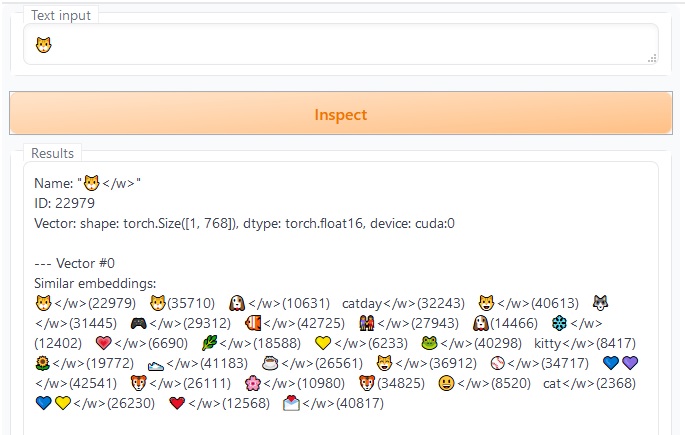 Text input
🐱
Inspect
Results
Name: "🐱</w>"
ID: 22979
Vector: shape: torch.Size([1, 768]), dtype: torch.float16, device: cuda:0
--- Vector #0
Similar embeddings:
🐱</w>(22979) 🐱(35710) 🐶</w>(10631) catday</w>(32243) 😺</w>(40613) 🐺
</w>(31445) 🎮</w>(29312) 🐠</w>(42725) 👭</w>(27943) 🐶(14466) ❄</w>
(12402) 💗</w>(6690) 🌿</w>(18588) 💛</w>(6233) 🐸</w>(40298) kitty</w>(8417)
🌻</w>(19772) 👟</w>(41183) ☕</w>(26561) 😸</w>(36912) ⚾</w>(34717) 💙💜
</w>(42541) 🐯</w>(26111) 🌸</w>(10980) 🐯(34825) 😃</w>(8520) cat</w>(2368)
💙💛</w>(26230) ♥</w>(12568) 💌</w>(40817)